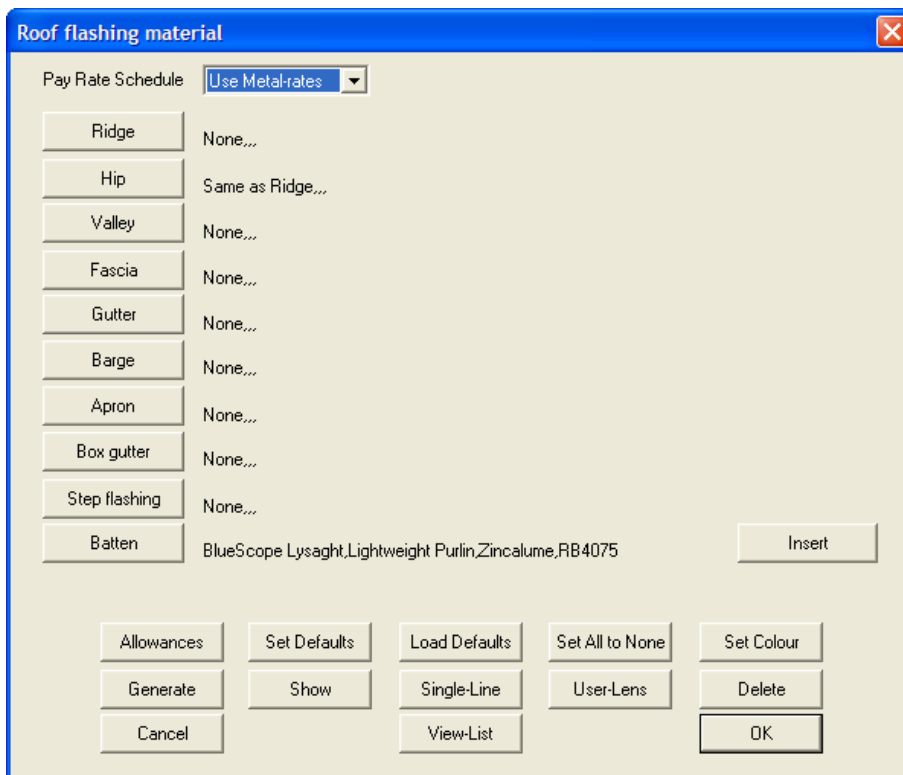 Roof flashing material
Pay Rate Schedule Use Metal-rates
Ridge None,,,
Hip Same as Ridge,,,
Valley None,,,
Fascia None,,,
Gutter None,,,
Barge None,,,
Apron None,,,
Box gutter None,,,
Step flashing None,,,
Batten BlueScope Lysaght,Lightweight Purlin,Zincalume,RB4075 Insert
Allowances Set Defaults Load Defaults Set All to None Set Colour
Generate Show Single-Line User-Lens Delete
Cancel View-List OK